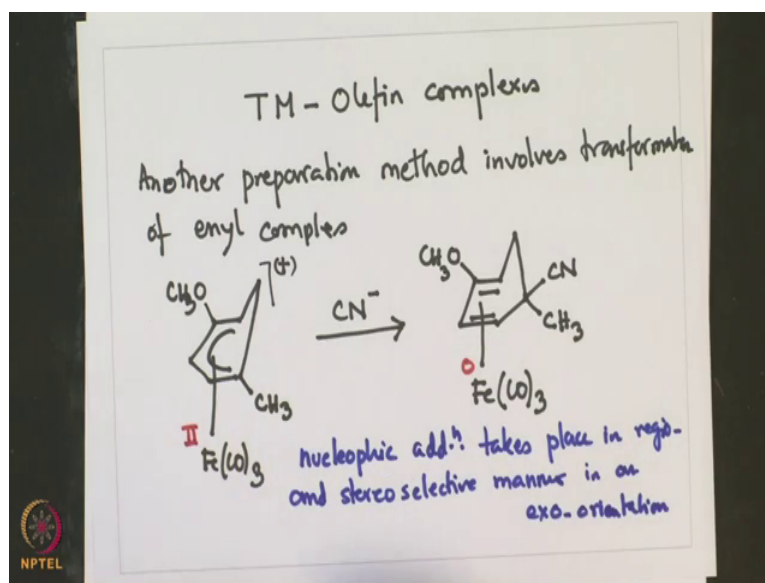 TM - Olefin complexes
Another preparation method involves transformation
of enyl complex
CH₃O
(+)
CN⁻
CH₃
II
Fe(CO)₃
CH₃O
CN
CH₃
0
Fe(CO)₃
nucleophic addⁿ takes place in regio-
and stereoselective manner in an
exo-orientation
NPTEL